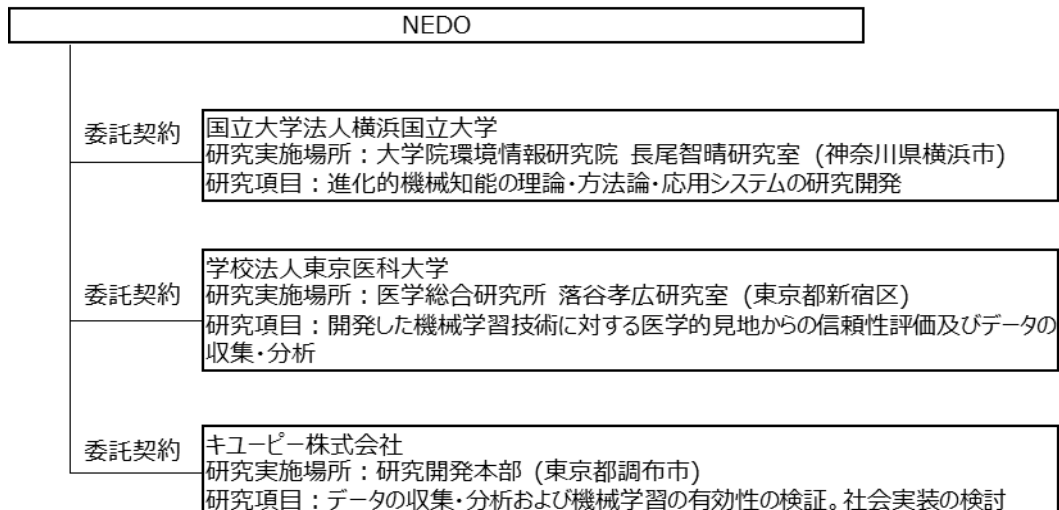 NEDO
委託契約
国立大学法人横浜国立大学
研究実施場所：大学院環境情報研究院 長尾智晴研究室 (神奈川県横浜市)
研究項目：進化的機械知能の理論・方法論・応用システムの研究開発
委託契約
学校法人東京医科大学
研究実施場所：医学総合研究所 落谷孝広研究室 (東京都新宿区)
研究項目：開発した機械学習技術に対する医学的見地からの信頼性評価及びデータの
収集・分析
委託契約
キユーピー株式会社
研究実施場所：研究開発本部 (東京都調布市)
研究項目：データの収集・分析および機械学習の有効性の検証。社会実装の検討